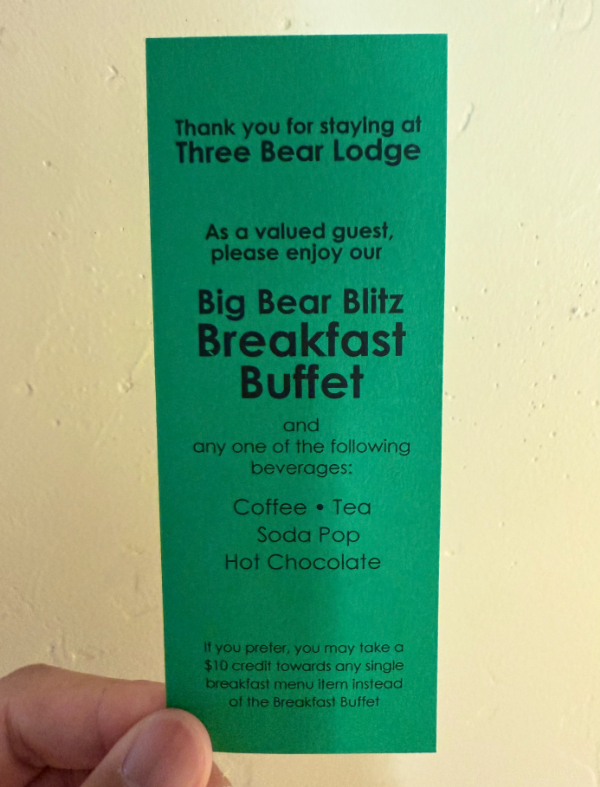 Thank you for staying at
Three Bear Lodge
As a valued guest,
please enjoy our
Big Bear Blitz
Breakfast
Buffet
and
any one of the following
beverages:
Coffee • Tea
Soda Pop
Hot Chocolate
If you prefer, you may take a
$10 credit towards any single
breakfast menu item instead
of the Breakfast Buffet